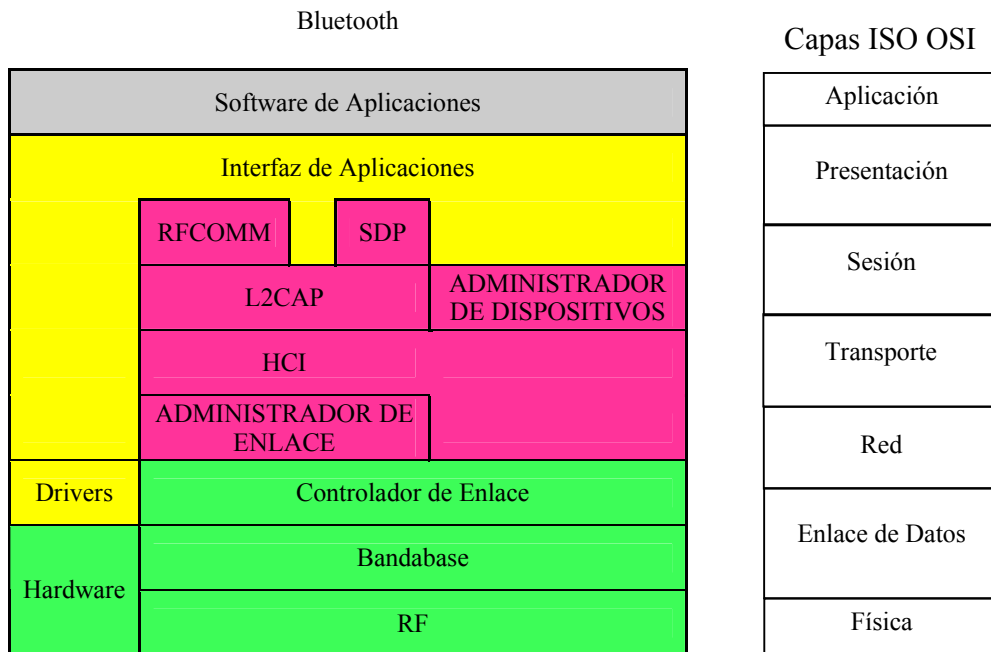 Bluetooth
Capas ISO OSI
Software de Aplicaciones
Interfaz de Aplicaciones
RFCOMM
SDP
L2CAP
ADMINISTRADOR
DE DISPOSITIVOS
HCI
ADMINISTRADOR DE
ENLACE
Drivers
Controlador de Enlace
Hardware
Bandabase
RF
Aplicación
Presentación
Sesión
Transporte
Red
Enlace de Datos
Física